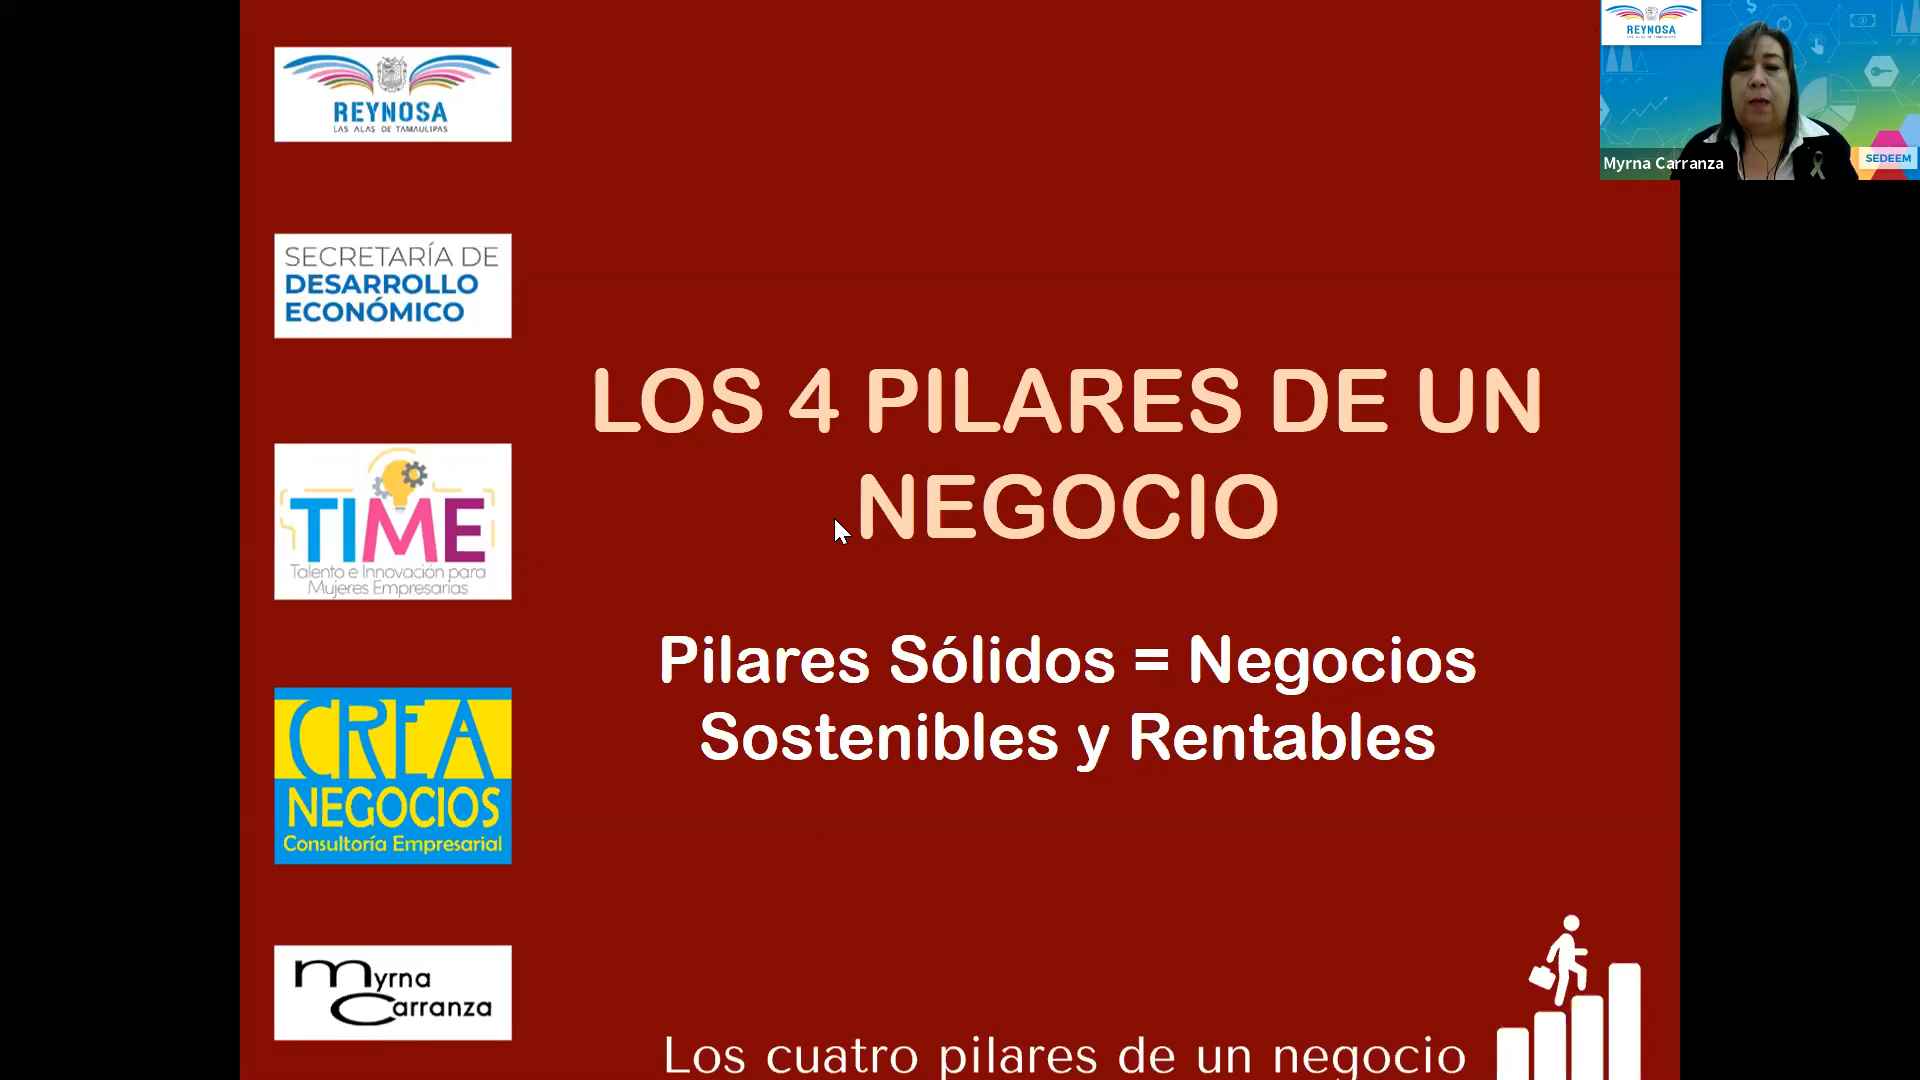 REYNOSA
LAS ALAS DE TAMAULIPAS
SECRETARÍA DE
DESARROLLO
ECONÓMICO
TIME
Talento e Innovación para
Mujeres Empresarias
CREA
NEGOCIOS
Consultoría Empresarial
Myrna
Carranza
LOS 4 PILARES DE UN
NEGOCIO
Pilares Sólidos = Negocios
Sostenibles y Rentables
Los cuatro pilares de un negocio
REYNOSA
Myrna Carranza
SEDEEM